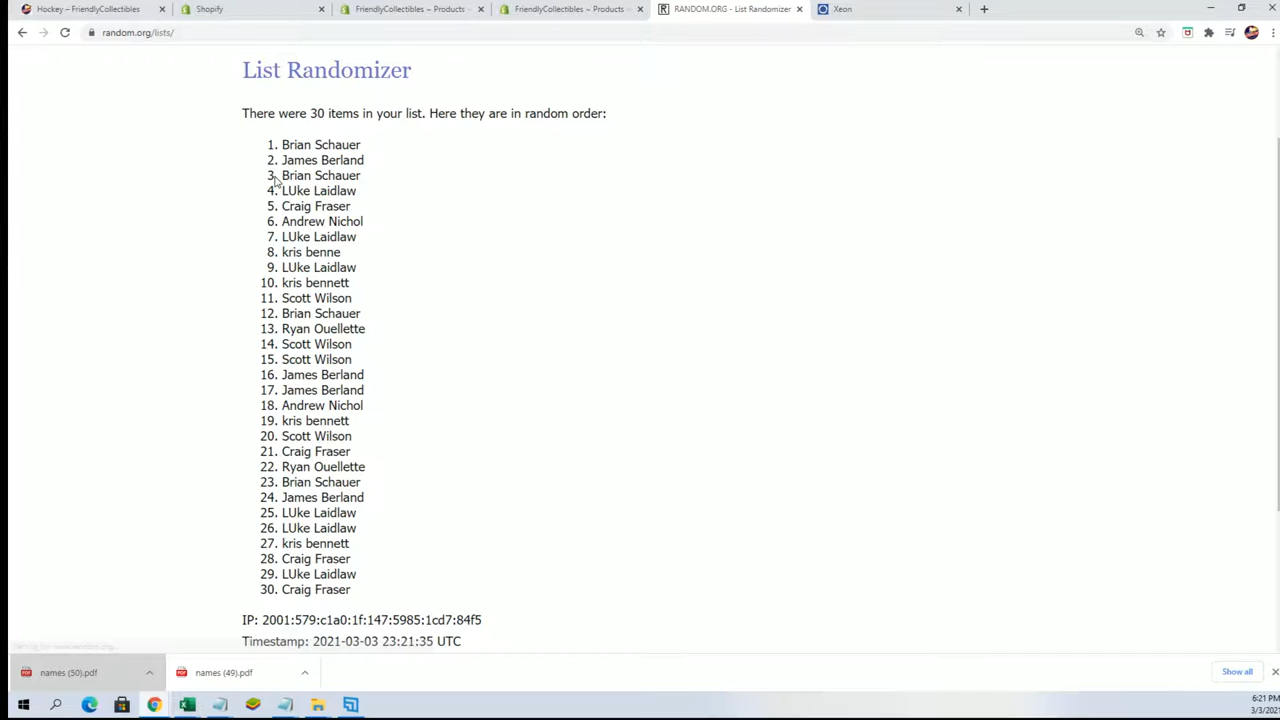 Hockey – FriendlyCollectibles
Shopify
FriendlyCollectibles ~ Products
FriendlyCollectibles ~ Products
RANDOM.ORG - List Randomizer
Xeon
random.org/lists/
List Randomizer
There were 30 items in your list. Here they are in random order:
1. Brian Schauer
2. James Berland
3. Brian Schauer
4. LUke Laidlaw
5. Craig Fraser
6. Andrew Nichol
7. LUke Laidlaw
8. kris benne
9. LUke Laidlaw
10. kris bennett
11. Scott Wilson
12. Brian Schauer
13. Ryan Ouellette
14. Scott Wilson
15. Scott Wilson
16. James Berland
17. James Berland
18. Andrew Nichol
19. kris bennett
20. Scott Wilson
21. Craig Fraser
22. Ryan Ouellette
23. Brian Schauer
24. James Berland
25. LUke Laidlaw
26. LUke Laidlaw
27. kris bennett
28. Craig Fraser
29. LUke Laidlaw
30. Craig Fraser
IP: 2001:579:c1a0:1f:147:5985:1cd7:84f5
Timestamp: 2021-03-03 23:21:35 UTC
names (50).pdf
names (49).pdf
Show all
6:21 PM
3/3/2021